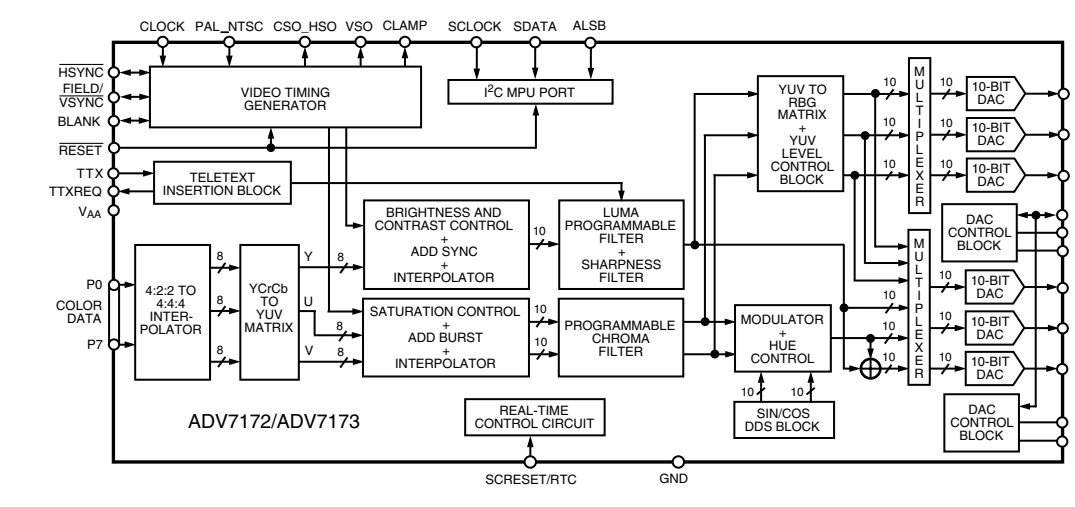 CLOCK PAL_NTSC CSO_HSO VSO CLAMP SCLOCK SDATA ALSB
HSYNC
FIELD/
VSYNC
BLANK
RESET
TTX
TTXREQ
VAA
P0
COLOR
DATA
P7
VIDEO TIMING
GENERATOR
I2C MPU PORT
TELETEXT
INSERTION BLOCK
4:2:2 TO
4:4:4
INTER-
POLATOR
8
8
8
YCrCb
TO
YUV
MATRIX
Y
U
V
8
8
8
BRIGHTNESS AND
CONTRAST CONTROL
+
ADD SYNC
+
INTERPOLATOR
10
SATURATION CONTROL
+
ADD BURST
+
INTERPOLATOR
10
10
LUMA
PROGRAMMABLE
FILTER
+
SHARPNESS
FILTER
PROGRAMMABLE
CHROMA
FILTER
YUV TO
RBG
MATRIX
+
YUV
LEVEL
CONTROL
BLOCK
10
10
10
MODULATOR
+
HUE
CONTROL
10
10
SIN/COS
DDS BLOCK
MULTIPLEXER
10
10
10
10-BIT
DAC
10-BIT
DAC
10-BIT
DAC
DAC
CONTROL
BLOCK
10
10
10
MULTIPLEXER
10
10
10
10-BIT
DAC
10-BIT
DAC
10-BIT
DAC
DAC
CONTROL
BLOCK
ADV7172/ADV7173
REAL-TIME
CONTROL CIRCUIT
SCRESET/RTC
GND